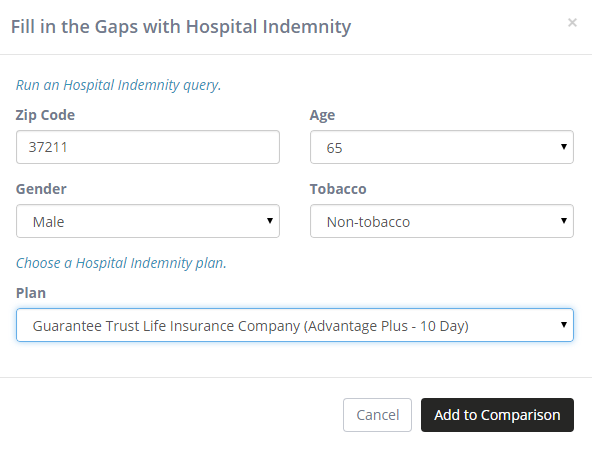 Fill in the Gaps with Hospital Indemnity ×
Run an Hospital Indemnity query.
Zip Code Age
37211 65
Gender Tobacco
Male Non-tobacco
Choose a Hospital Indemnity plan.
Plan
Guarantee Trust Life Insurance Company (Advantage Plus - 10 Day)
Cancel Add to Comparison